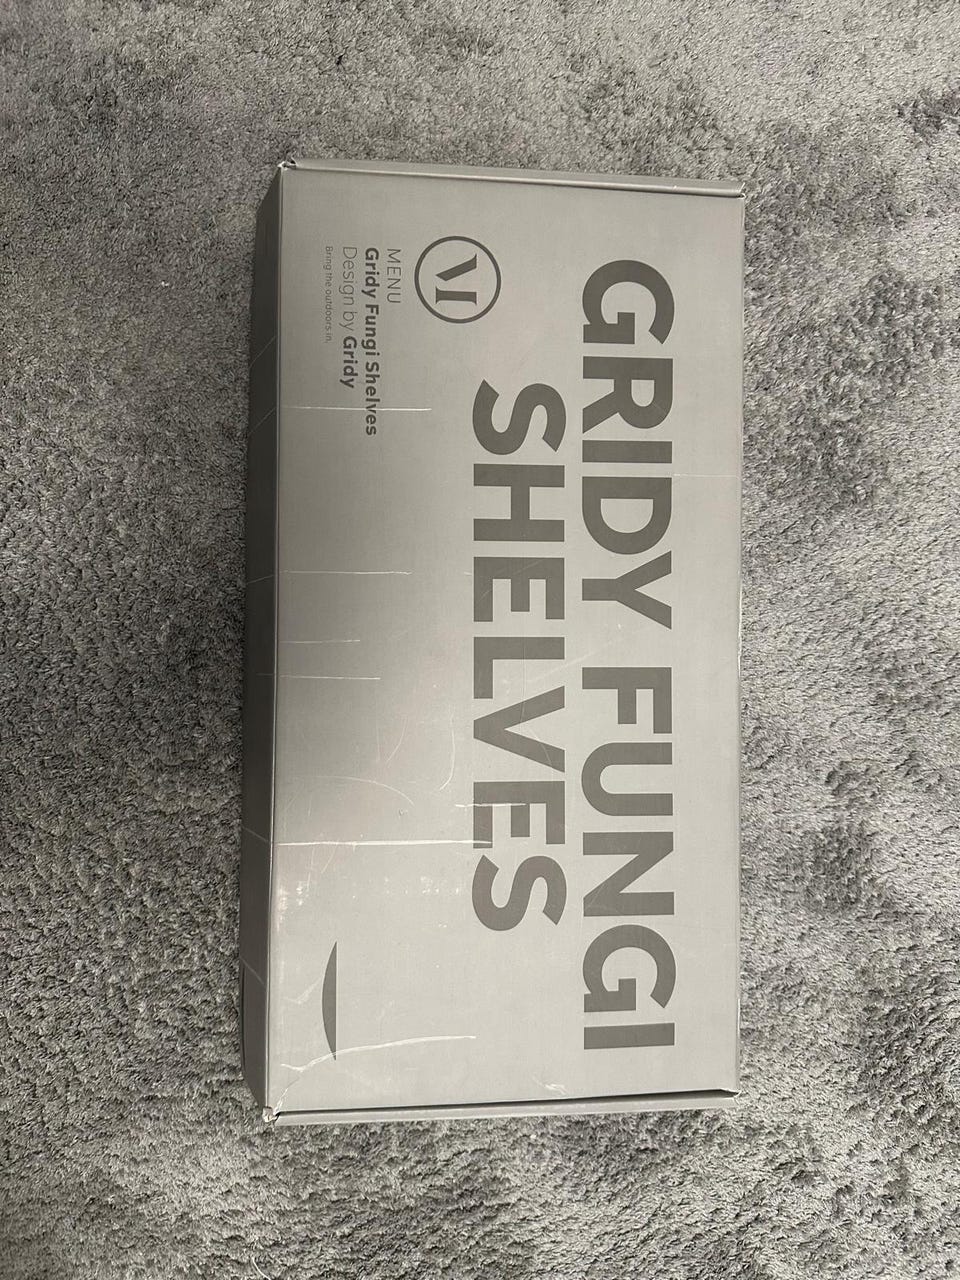 GRIDY FUNGI
SHELVES
MENU
Gridy Fungi Shelves
Design by Gridy
Bring the outdoors in.